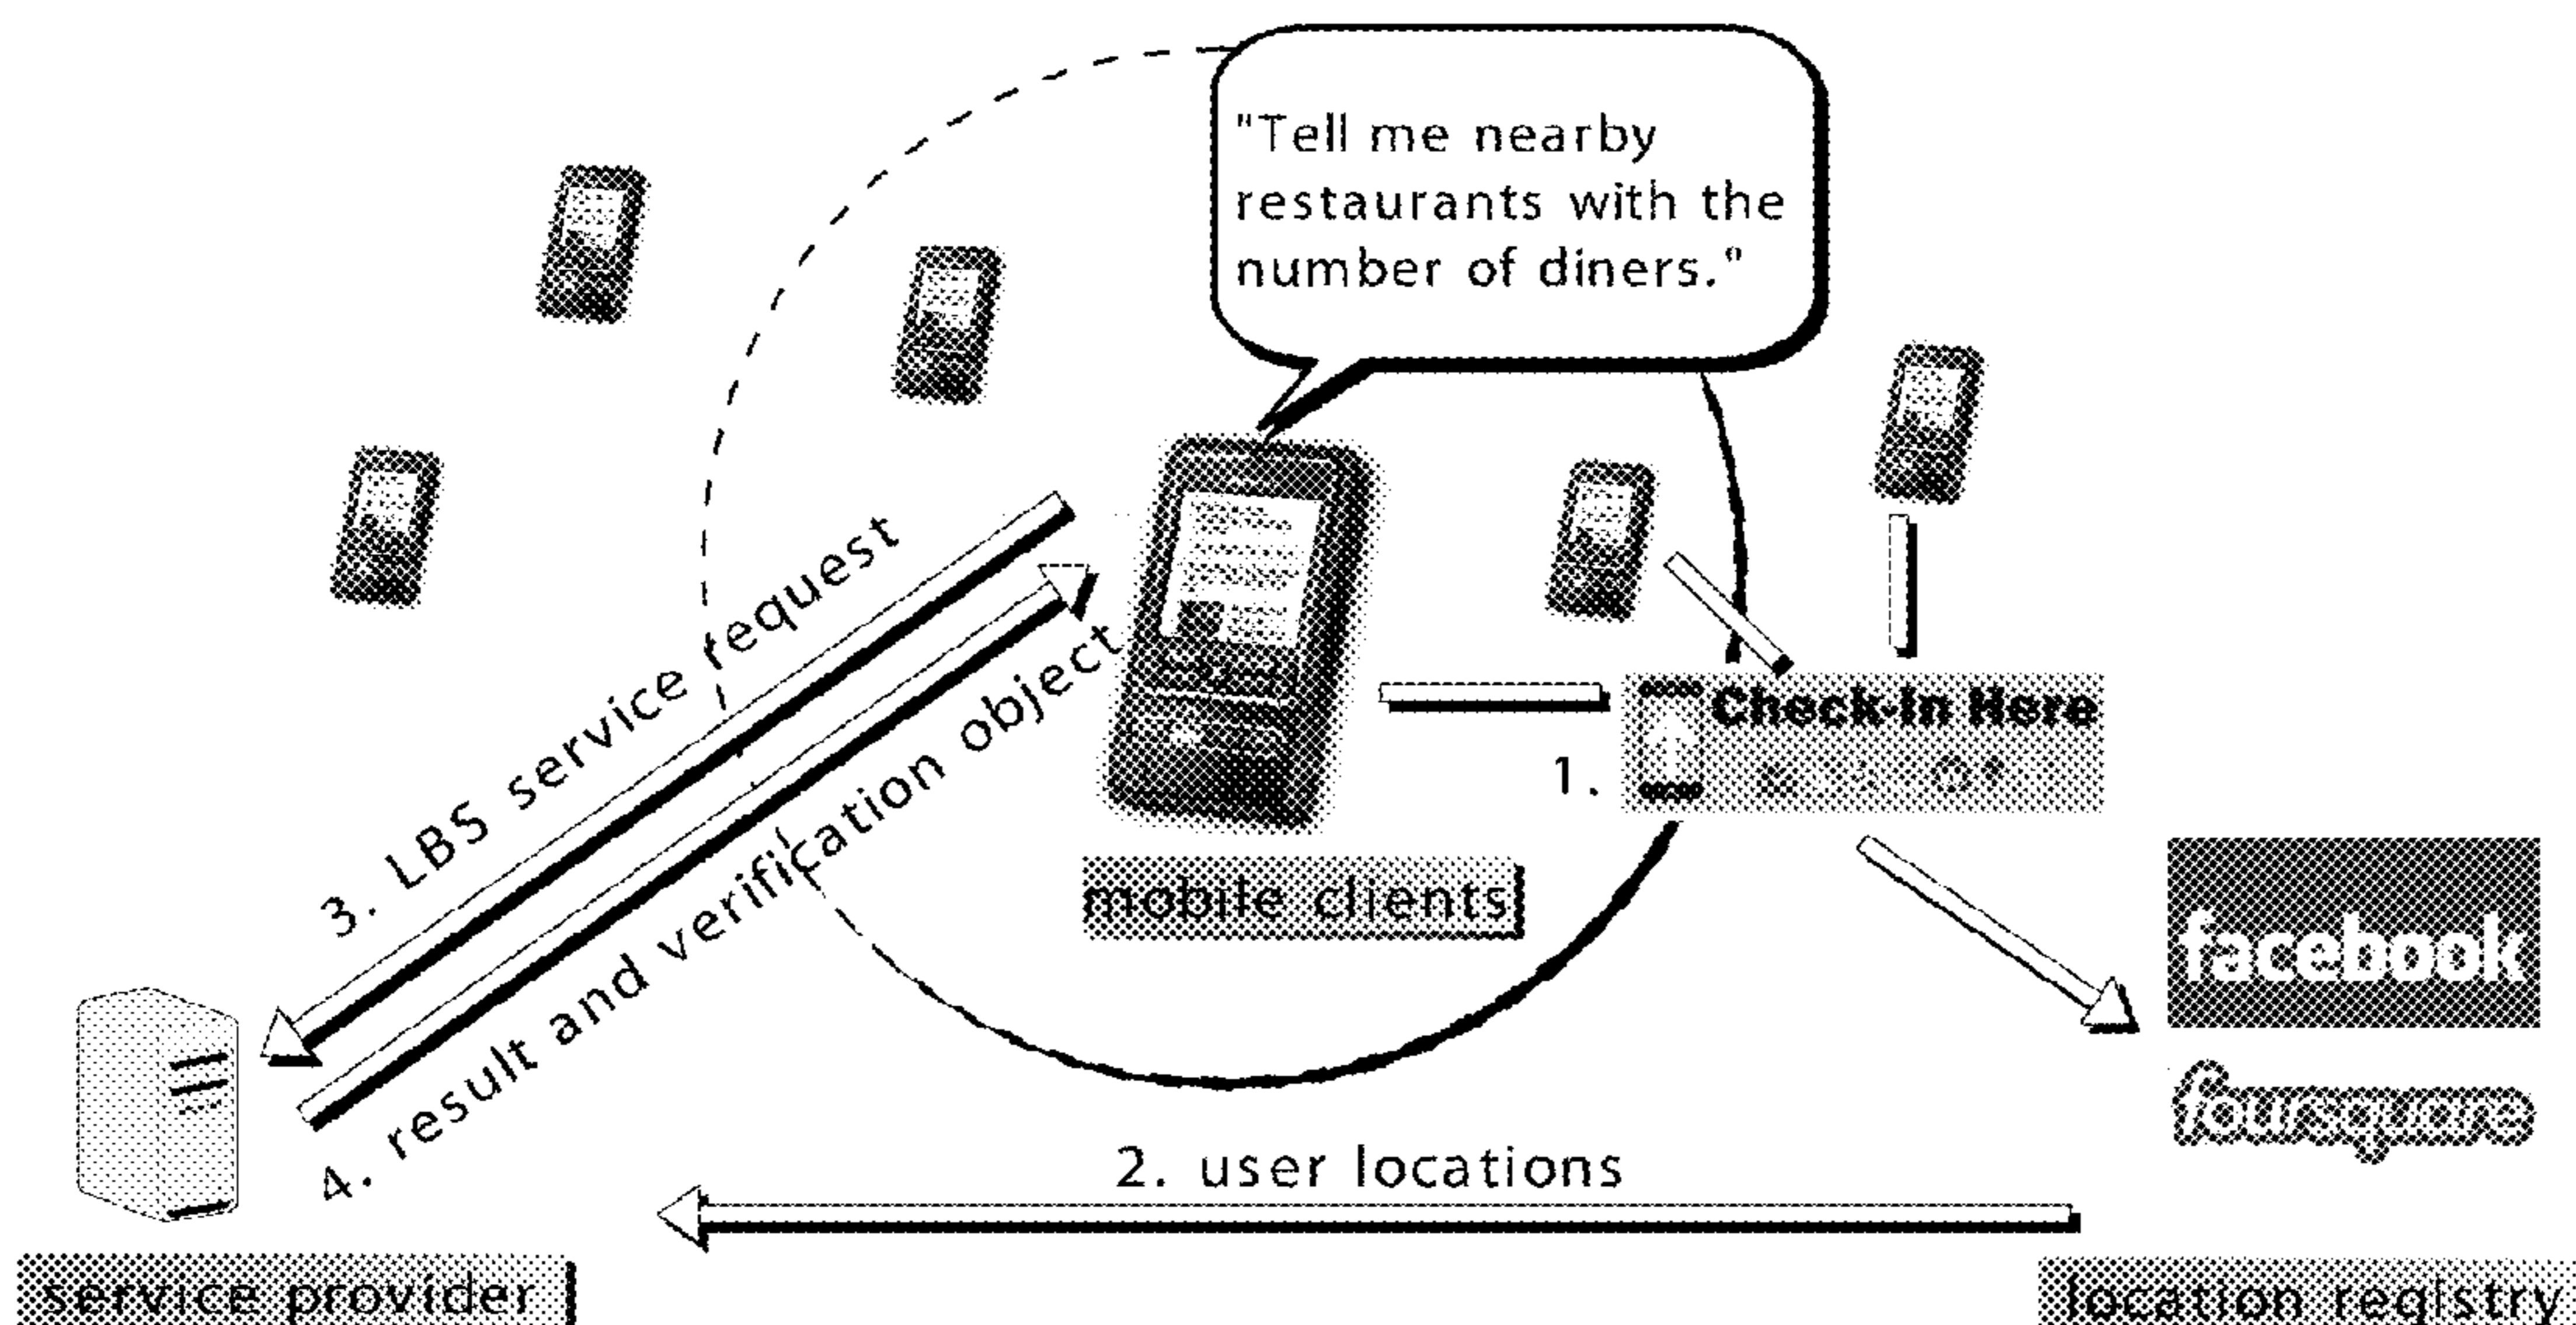 "Tell me nearby
restaurants with the
number of diners."
3. LBS service request
4. result and verification object
1.
Check-In Here
mobile clients
facebook
foursquare
2. user locations
service provider
location registry